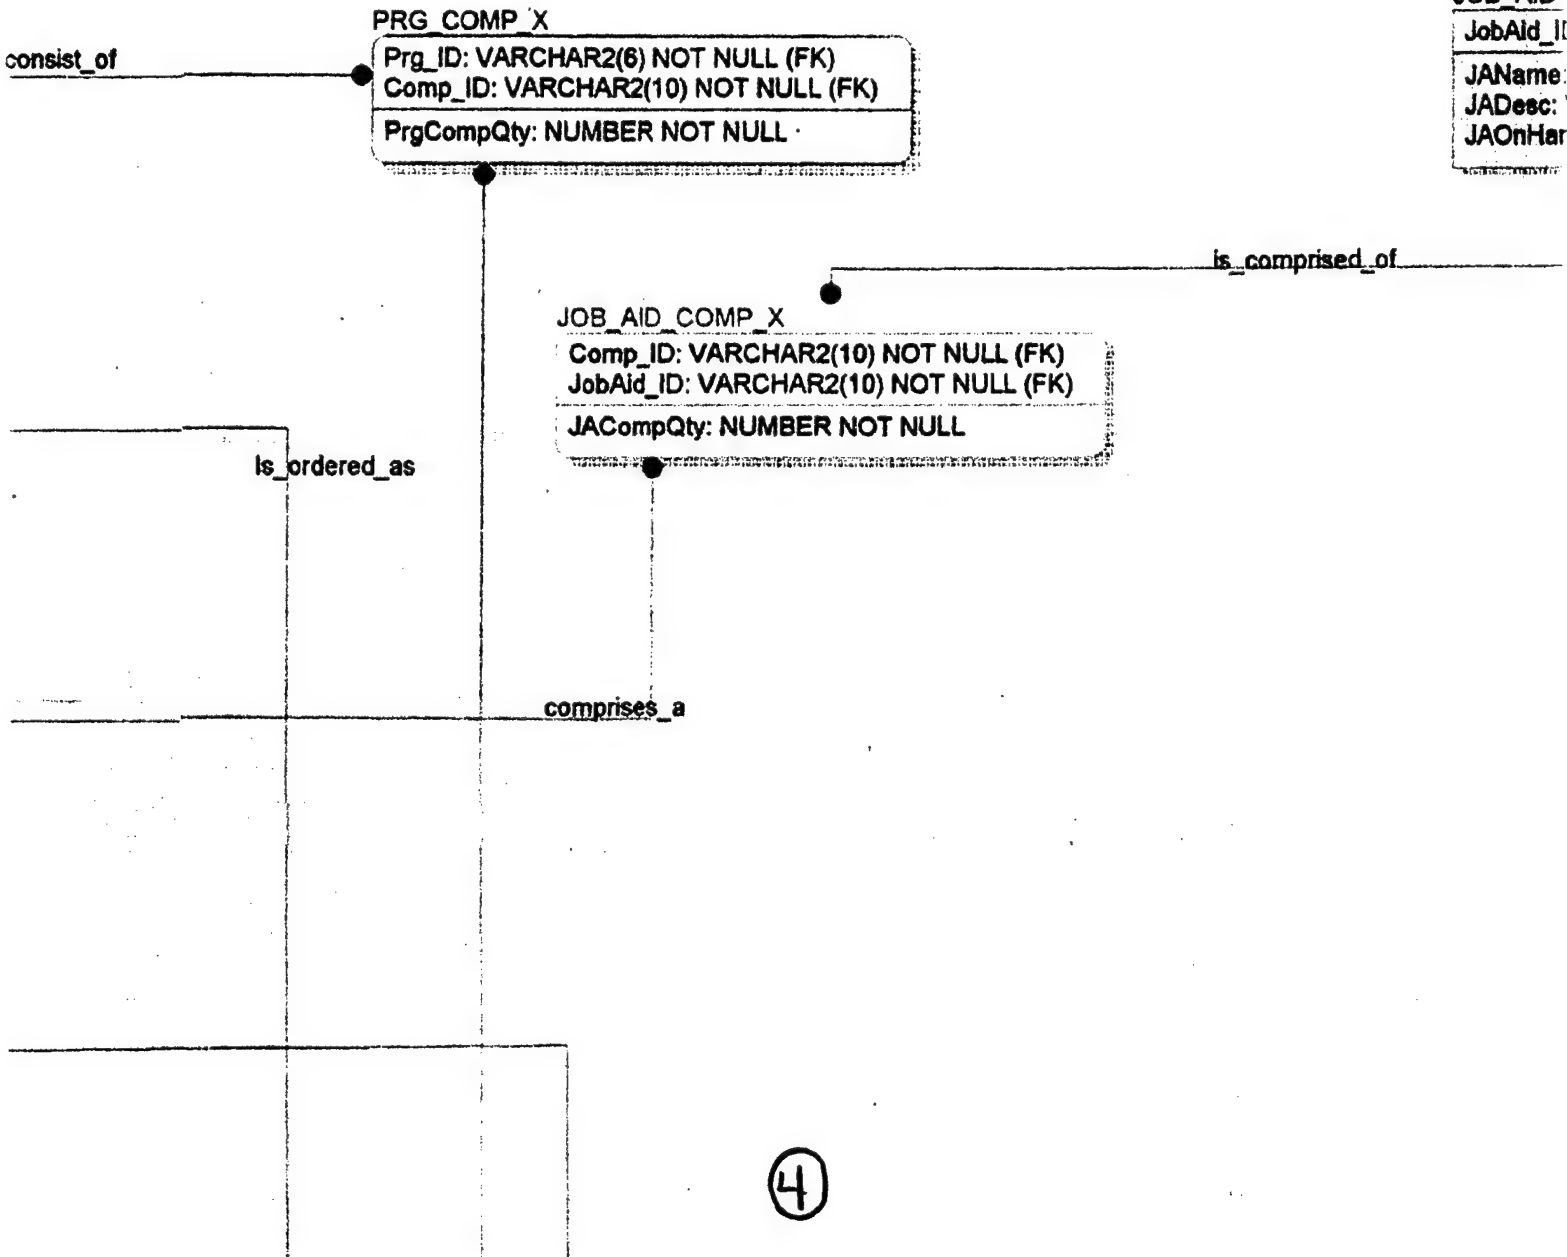 PRG_COMP_X
consist_of
Prg_ID: VARCHAR2(6) NOT NULL (FK)
Comp_ID: VARCHAR2(10) NOT NULL (FK)
PrgCompQty: NUMBER NOT NULL
JAName:
JADesc:
is_comprised_of
JOB_AID_COMP_X
Comp_ID: VARCHAR2(10) NOT NULL (FK)
JobAid_ID: VARCHAR2(10) NOT NULL (FK)
JACompQty: NUMBER NOT NULL
is_ordered_as
comprises_a
4